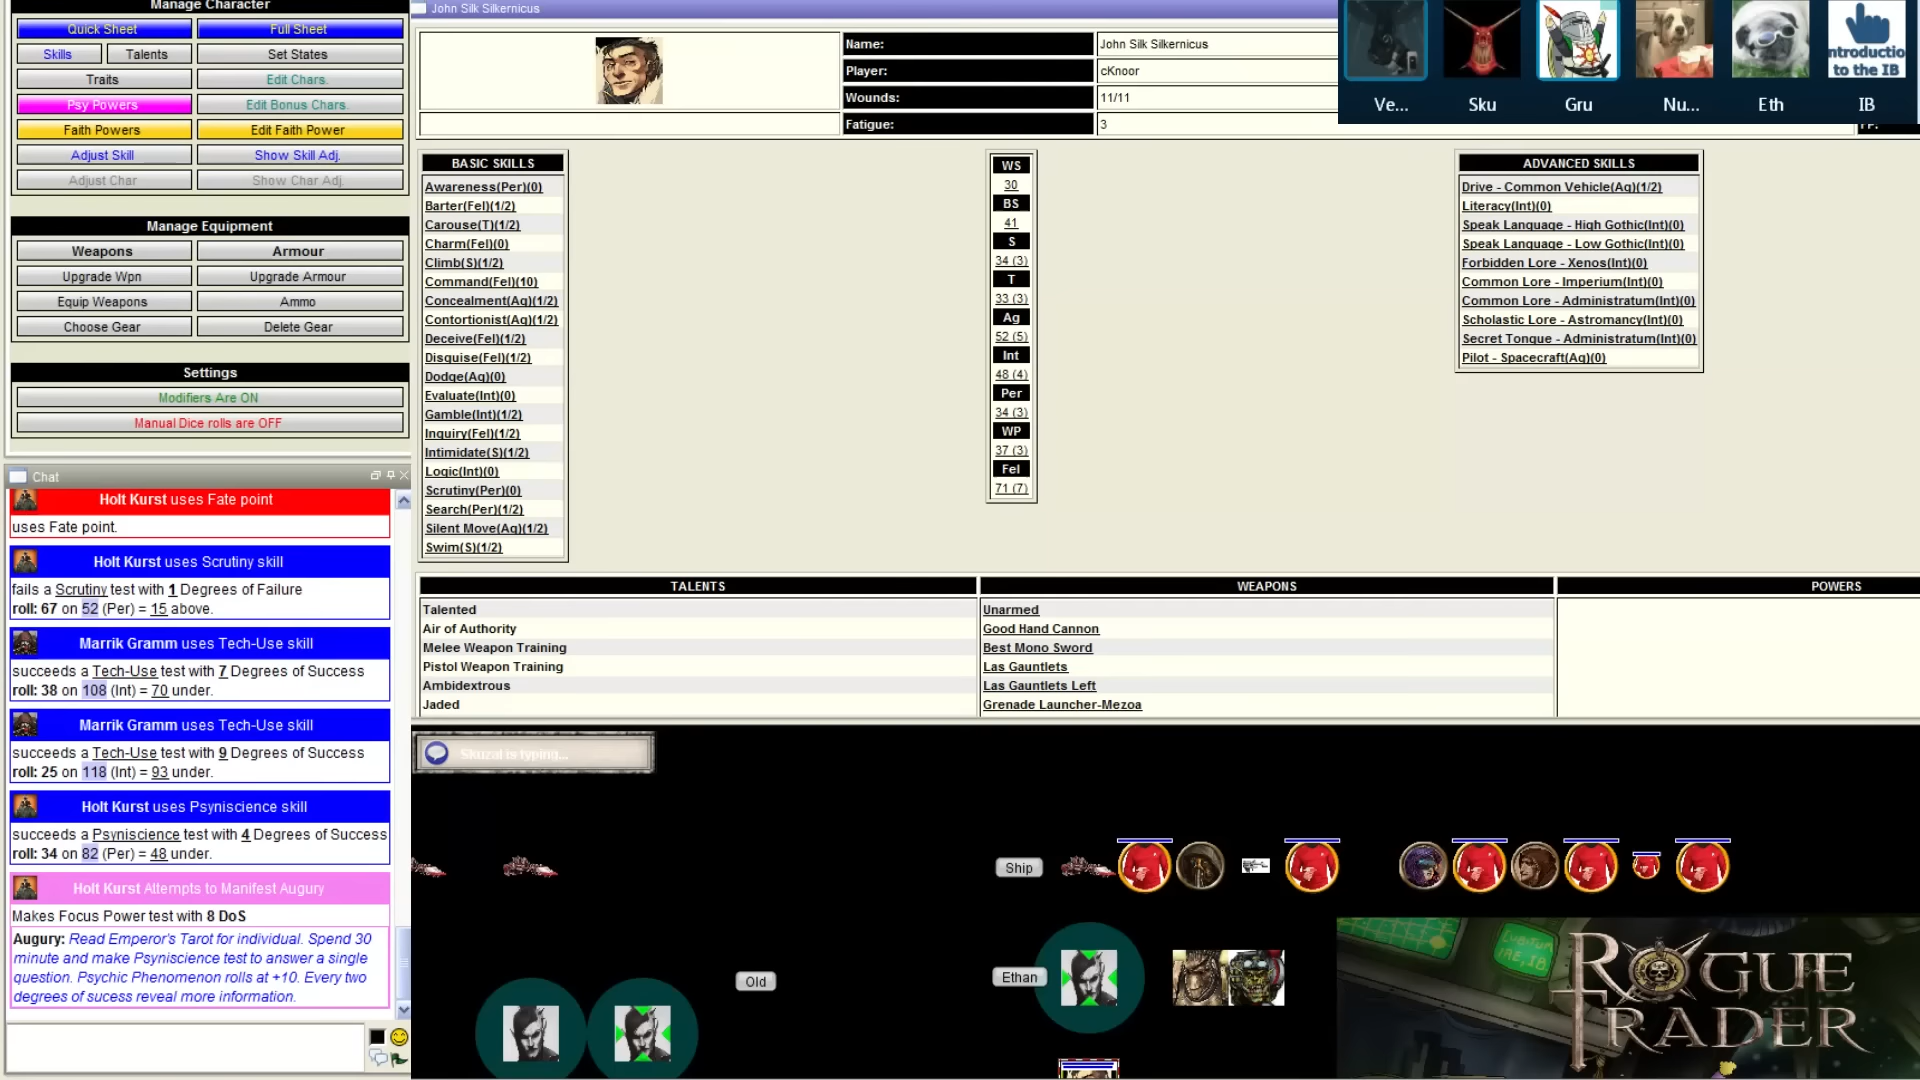 Manage Character
Quick Sheet
Full Sheet
Skills
Talents
Set States
Traits
Edit Chars.
Psy Powers
Edit Bonus Chars.
Faith Powers
Edit Faith Power
Adjust Skill
Show Skill Adj.
Adjust Char
Show Char Adj.
Manage Equipment
Weapons
Armour
Upgrade Wpn
Upgrade Armour
Equip Weapons
Ammo
Choose Gear
Delete Gear
Settings
Modifiers Are ON
Manual Dice rolls are OFF
Chat
Holt Kurst uses Fate point
uses Fate point.
Holt Kurst uses Scrutiny skill
fails a Scrutiny test with 1 Degrees of Failure
roll: 67 on 52 (Per) = 15 above.
Marrik Gramm uses Tech-Use skill
succeeds a Tech-Use test with 7 Degrees of Success
roll: 38 on 108 (Int) = 70 under.
Marrik Gramm uses Tech-Use skill
succeeds a Tech-Use test with 9 Degrees of Success
roll: 25 on 118 (Int) = 93 under.
Holt Kurst uses Psyniscience skill
succeeds a Psyniscience test with 4 Degrees of Success
roll: 34 on 82 (Per) = 48 under.
Holt Kurst Attempts to Manifest Augury
Makes Focus Power test with 8 DoS
Augury: Read Emperor's Tarot for individual. Spend 30
minute and make Psyniscience test to answer a single
question. Psychic Phenomenon rolls at +10. Every two
degrees of sucess reveal more information.
John Silk Silkernicus
Name:
John Silk Silkernicus
Player:
cKnoor
Wounds:
11/11
Fatigue:
3
BASIC SKILLS
Awareness(Per)(0)
Barter(Fel)(1/2)
Carouse(T)(1/2)
Charm(Fel)(0)
Climb(S)(1/2)
Command(Fel)(10)
Concealment(Ag)(1/2)
Contortionist(Ag)(1/2)
Deceive(Fel)(1/2)
Disquise(Fel)(1/2)
Dodge(Ag)(0)
Evaluate(Int)(0)
Gamble(Int)(1/2)
Inquiry(Fel)(1/2)
Intimidate(S)(1/2)
Logic(Int)(0)
Scrutiny(Per)(0)
Search(Per)(1/2)
Silent Move(Ag)(1/2)
Swim(S)(1/2)
WS
30
BS
41
S
34 (3)
T
33 (3)
Ag
52 (5)
Int
48 (4)
Per
34 (3)
WP
37 (3)
Fel
71 (7)
ADVANCED SKILLS
Drive - Common Vehicle(Ag)(1/2)
Literacy(Int)(0)
Speak Language - High Gothic(Int)(0)
Speak Language - Low Gothic(Int)(0)
Forbidden Lore - Xenos(Int)(0)
Common Lore - Imperium(Int)(0)
Common Lore - Administratum(Int)(0)
Scholastic Lore - Astromancy(Int)(0)
Secret Tongue - Administratum(Int)(0)
Pilot - Spacecraft(Ag)(0)
TALENTS
Talented
Air of Authority
Melee Weapon Training
Pistol Weapon Training
Ambidextrous
Jaded
WEAPONS
Unarmed
Good Hand Cannon
Best Mono Sword
Las Gauntlets
Las Gauntlets Left
Grenade Launcher-Mezoa
POWERS
Ve...
Sku
Gru
Nu...
Eth
IB
ntroductio
to the IB
Skuzal is typing...
Ship
Old
Ethan
ROGUE
TRADER